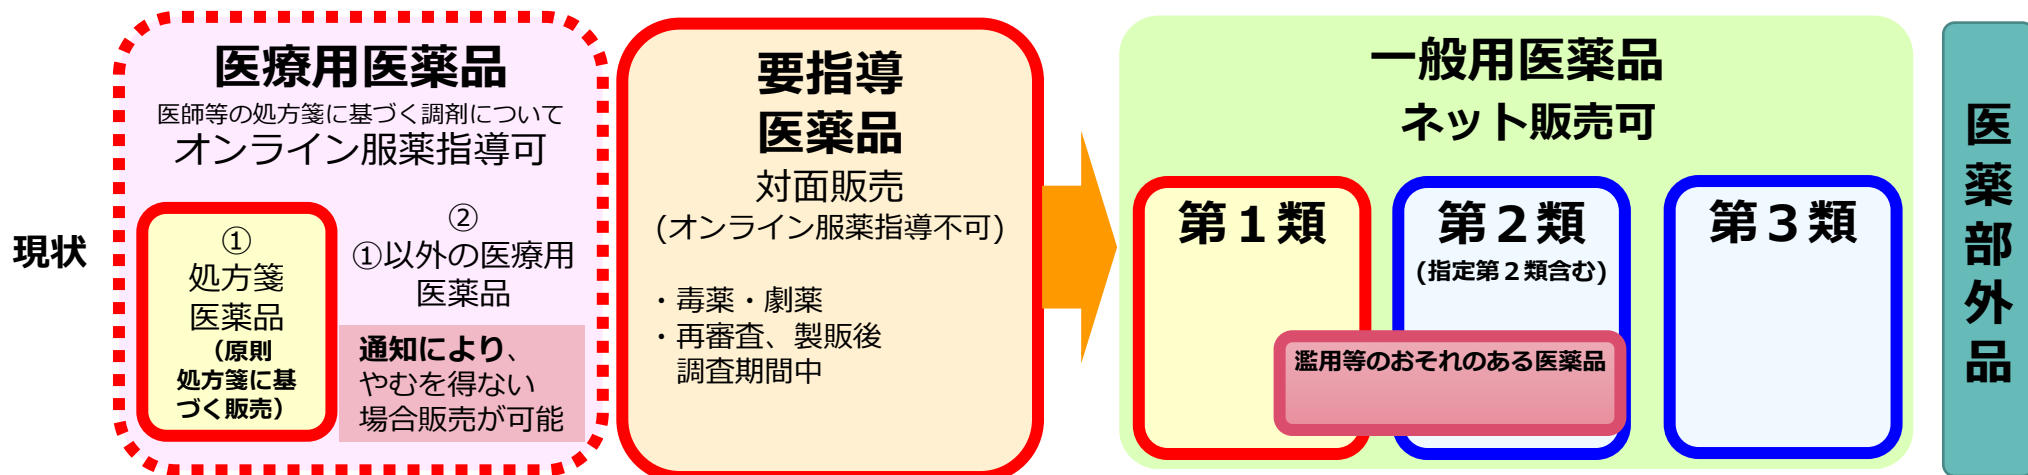 現状
医療用医薬品
医師等の処方箋に基づく調剤について
オンライン服薬指導可
①
処方箋
医薬品
（原則
処方箋に基
づく販売）
②
①以外の医療用
医薬品
通知により、
やむを得ない
場合販売が可能
要指導
医薬品
対面販売
(オンライン服薬指導不可)
・毒薬・劇薬
・再審査、製販後
調査期間中
一般用医薬品
ネット販売可
第１類
第２類
(指定第２類含む)
第３類
濫用等のおそれのある医薬品
医薬部外品